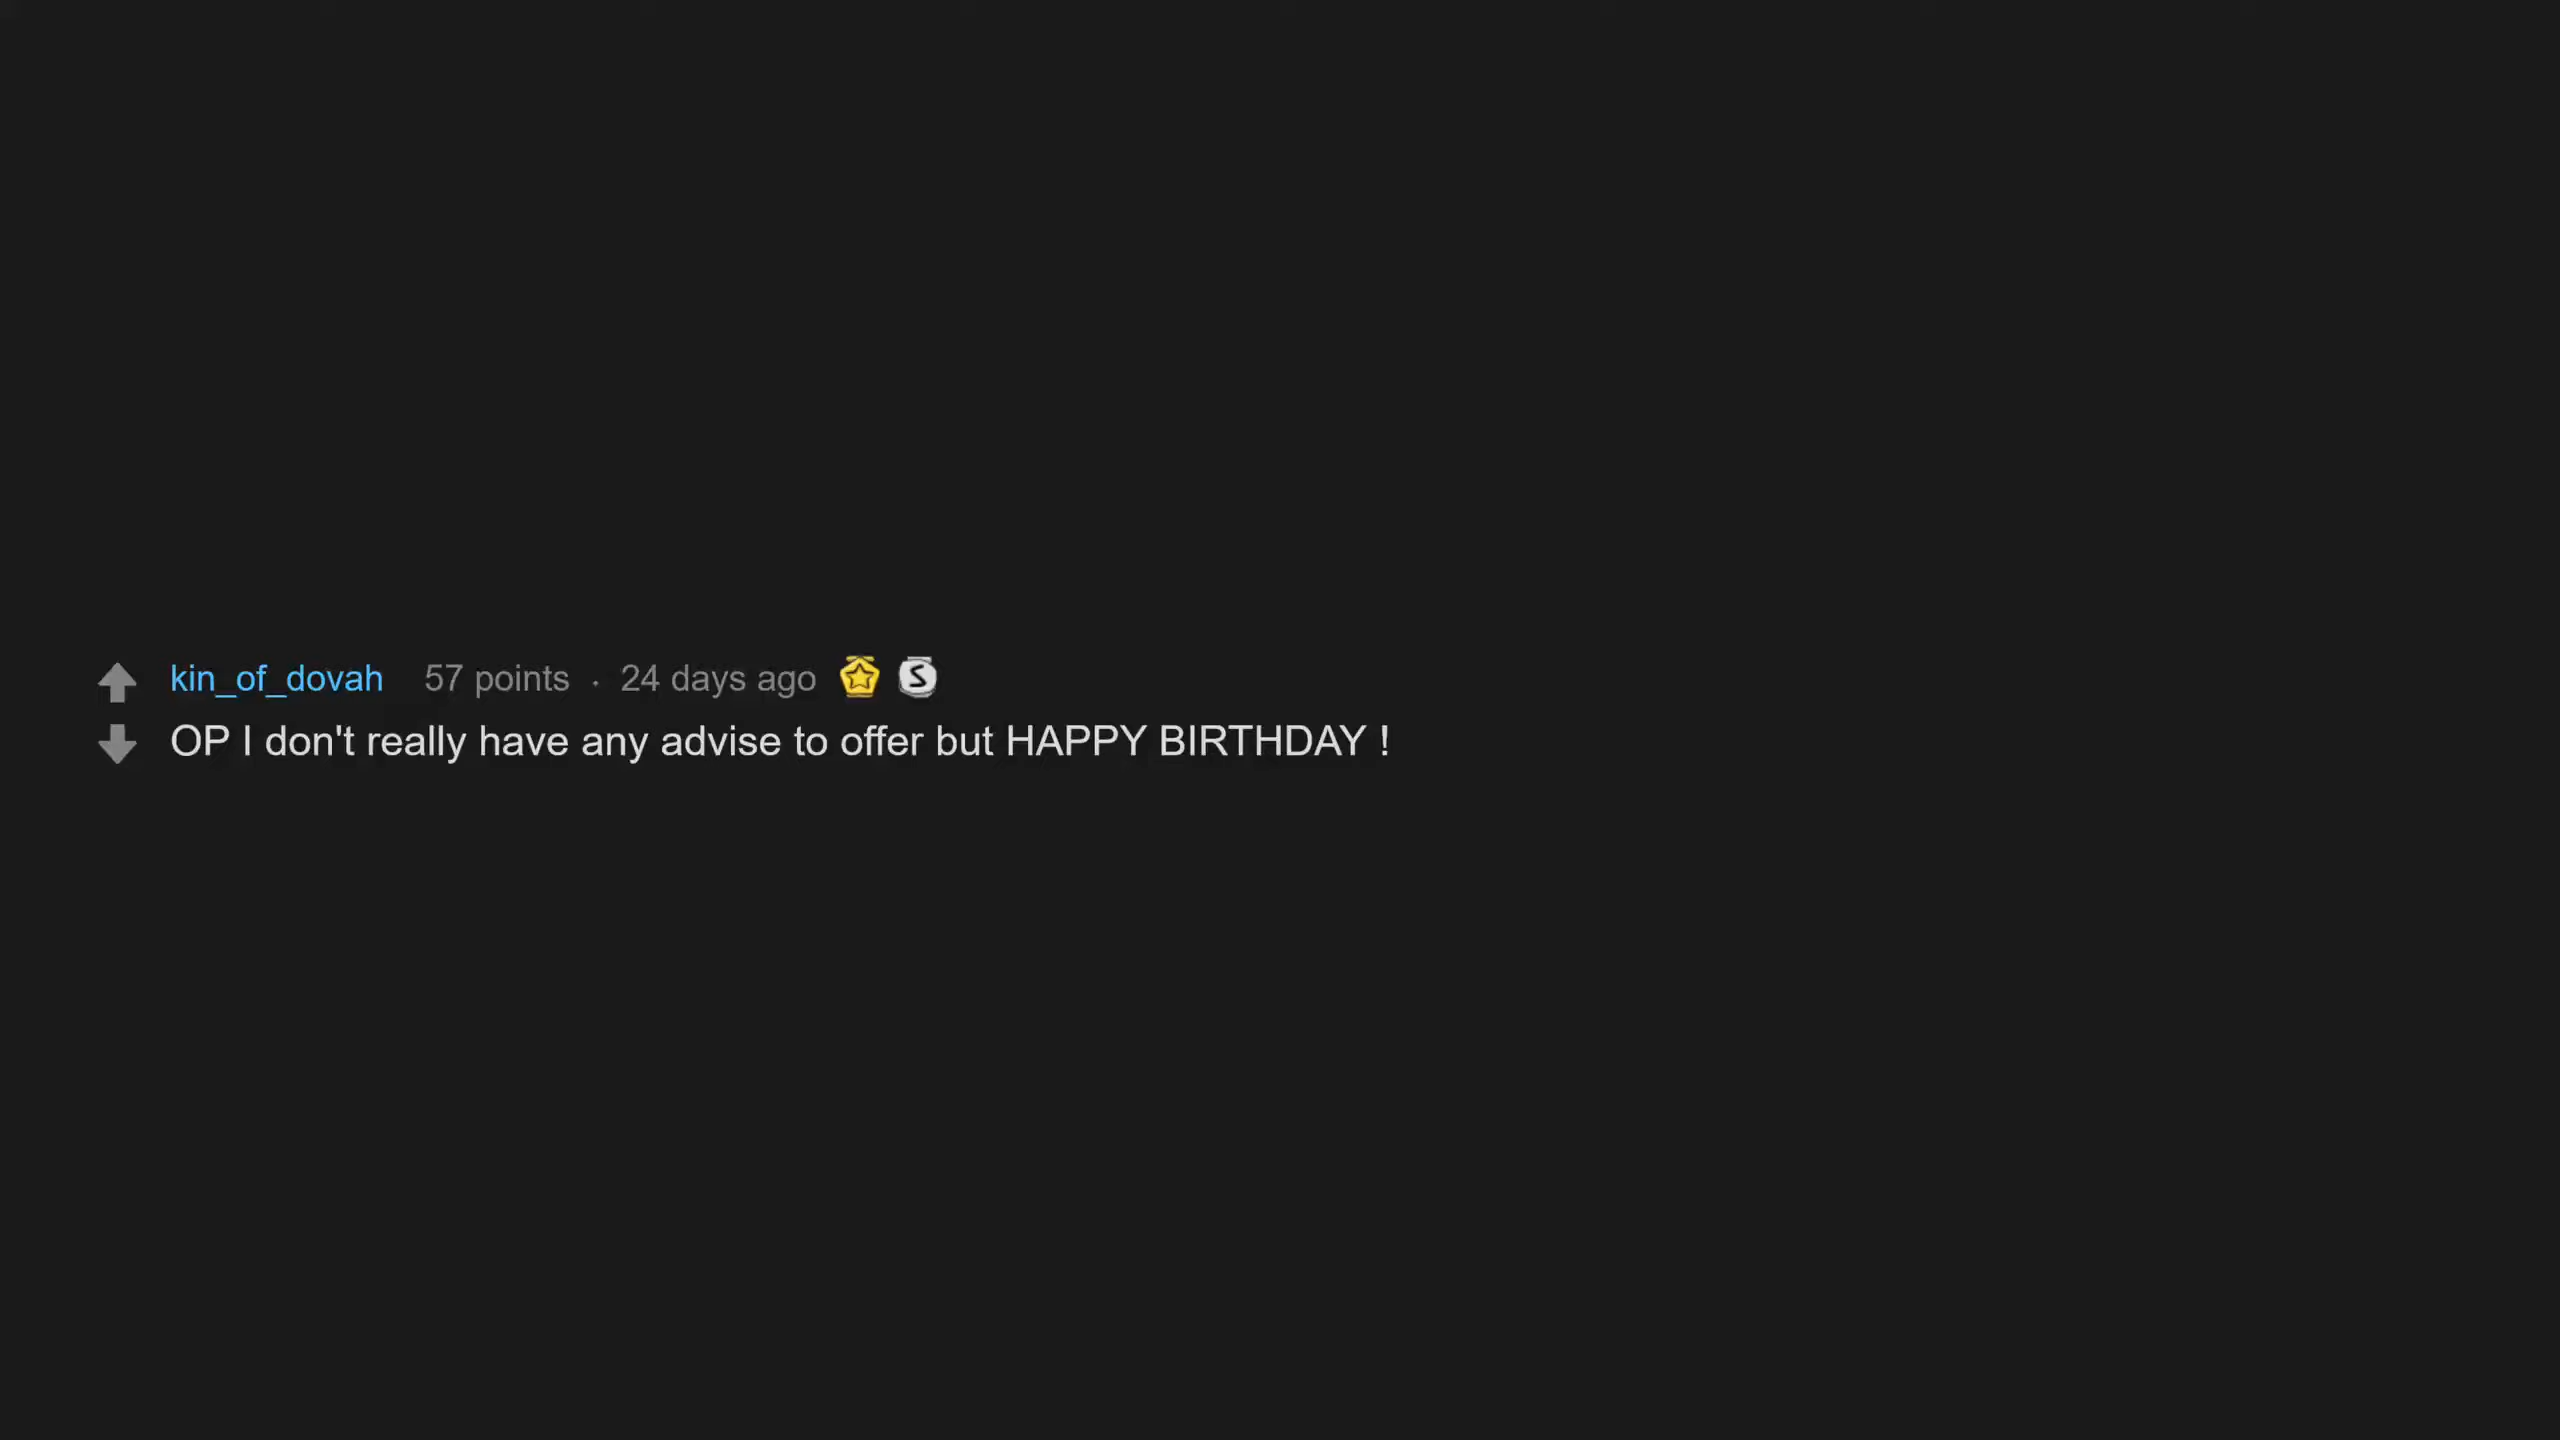 kin_of_dovah 57 points · 24 days ago S
OP I don't really have any advise to offer but HAPPY BIRTHDAY !